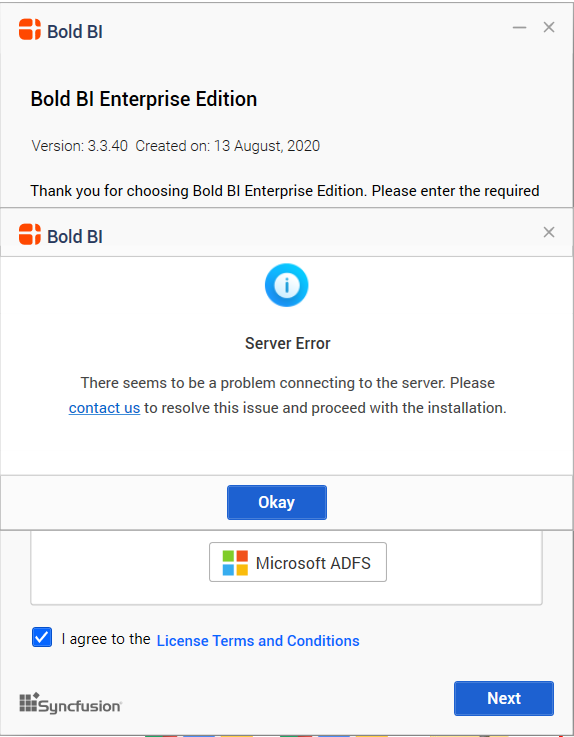 Bold BI
Bold BI Enterprise Edition
Version: 3.3.40 Created on: 13 August, 2020
Thank you for choosing Bold BI Enterprise Edition. Please enter the required
Bold BI
Server Error
There seems to be a problem connecting to the server. Please
contact us to resolve this issue and proceed with the installation.
Okay
Microsoft ADFS
I agree to the License Terms and Conditions
Syncfusion
Next